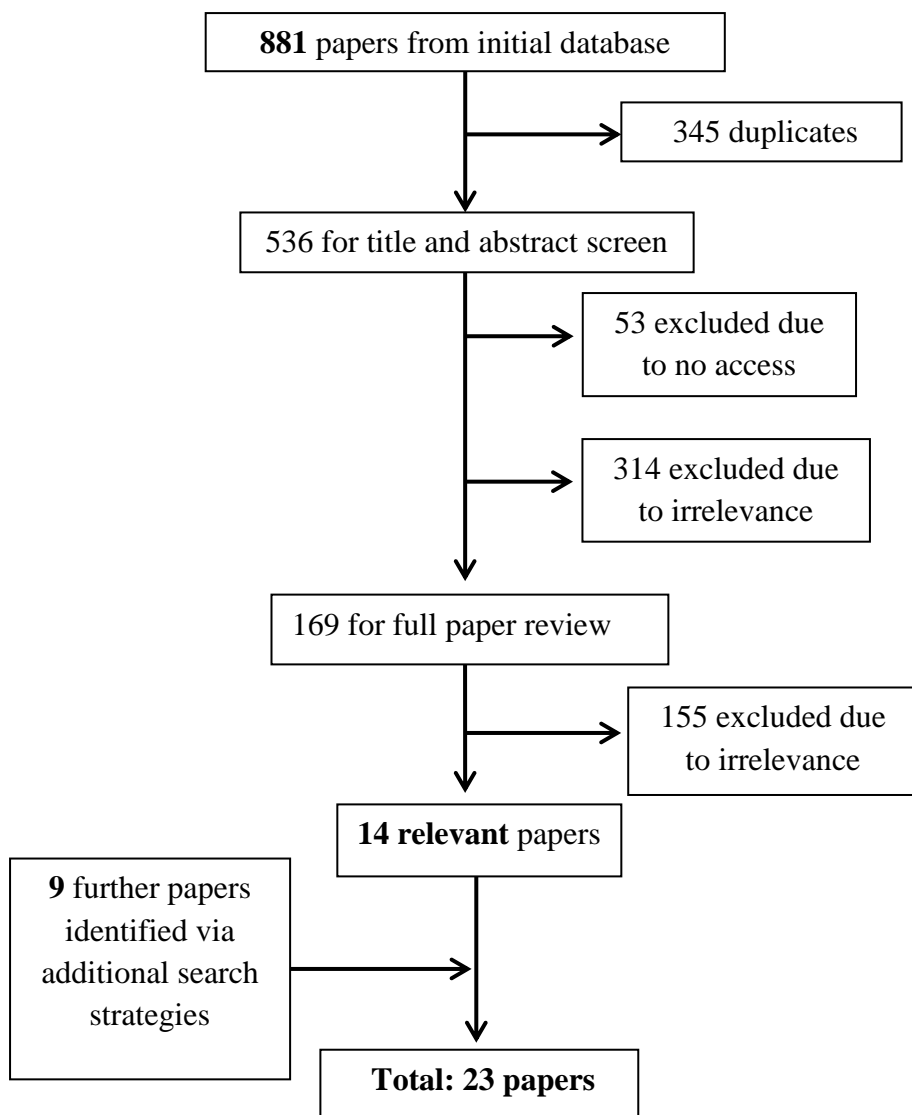 881 papers from initial database
345 duplicates
536 for title and abstract screen
53 excluded due
to no access
314 excluded due
to irrelevance
169 for full paper review
155 excluded due
to irrelevance
14 relevant papers
9 further papers
identified via
additional search
strategies
Total: 23 papers